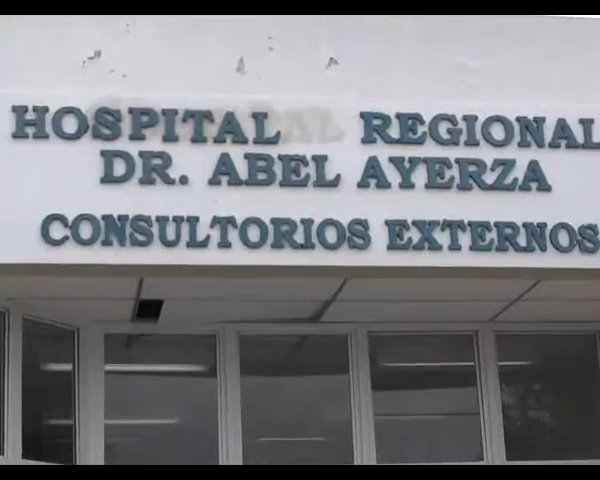 HOSPITAL REGIONAL
DR. ABEL AYERZA
CONSULTORIOS EXTERNOS